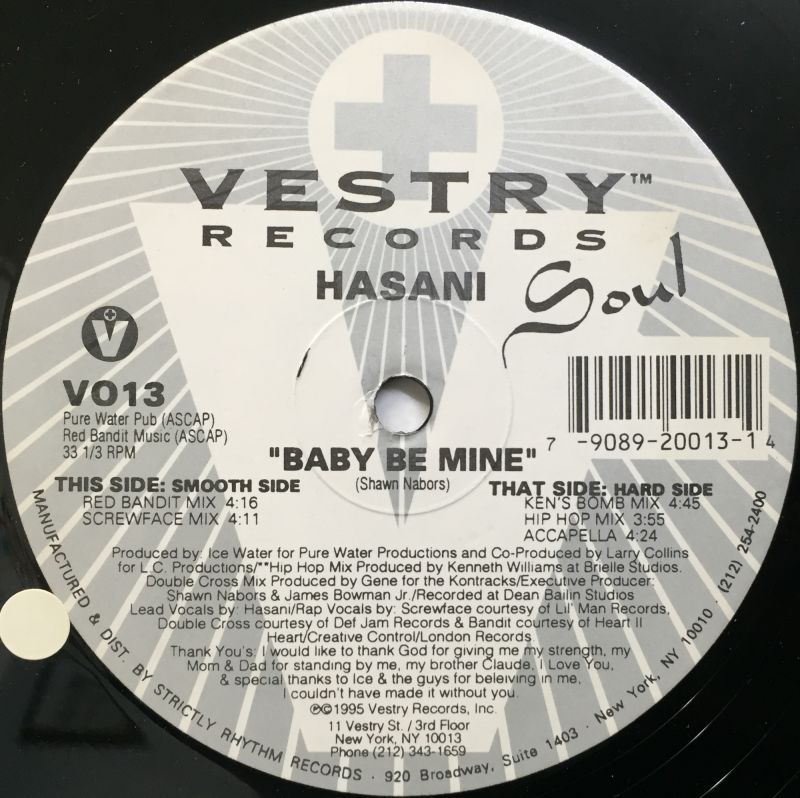 VESTRY™
RECORDS
HASANI
Soul
V
VO13
Pure Water Pub (ASCAP)
Red Bandit Music (ASCAP)
33 1/3 RPM
7 -9089-20013-1 4
"BABY BE MINE"
(Shawn Nabors)
THIS SIDE: SMOOTH SIDE
RED BANDIT MIX 4:16
SCREWFACE MIX 4:11
THAT SIDE: HARD SIDE
KEN'S BOMB MIX 4:45
HIP HOP MIX 3:55
ACCAPELLA 4:24
Produced by: Ice Water for Pure Water Productions and Co-Produced by Larry Collins
for L.C. Productions/**Hip Hop Mix Produced by Kenneth Williams at Brielle Studios.
Double Cross Mix Produced by Gene for the Kontracks/Executive Producer:
Shawn Nabors & James Bowman Jr./Recorded at Dean Bailin Studios
Lead Vocals by: Hasani/Rap Vocals by: Screwface courtesy of Lil' Man Records,
Double Cross courtesy of Def Jam Records & Bandit courtesy of Heart II
Heart/Creative Control/London Records
Thank You's: I would like to thank God for giving me my strength, my
Mom & Dad for standing by me, my brother Claude, I Love You,
& special thanks to Ice & the guys for beleiving in me,
I couldn't have made it without you.
℗©1995 Vestry Records, Inc.
11 Vestry St. / 3rd Floor
New York, NY 10013
Phone (212) 343-1659
MANUFACTURED & DIST. BY STRICTLY RHYTHM RECORDS · 920 Broadway, Suite 1403 · New York, NY 10010 · (212) 254-2400